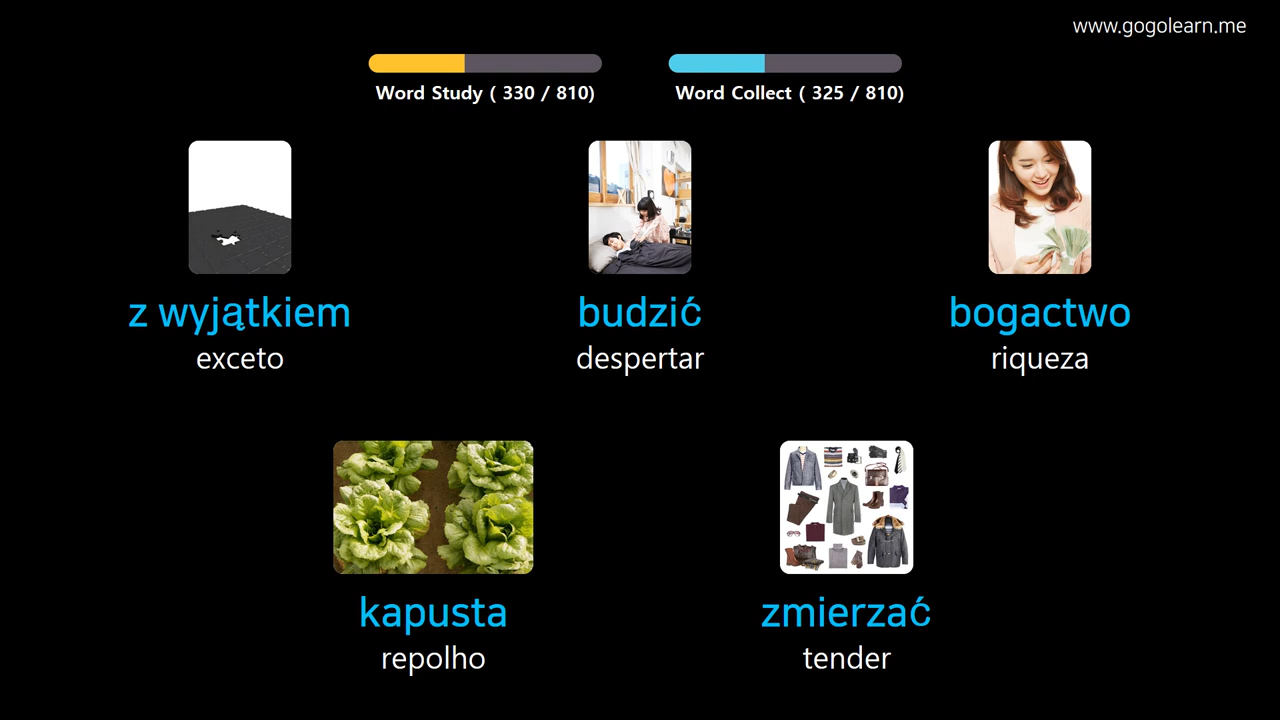 www.gogolearn.me
Word Study ( 330 / 810)
Word Collect ( 325 / 810)
z wyjątkiem
exceto
budzić
despertar
bogactwo
riqueza
kapusta
repolho
zmierzać
tender